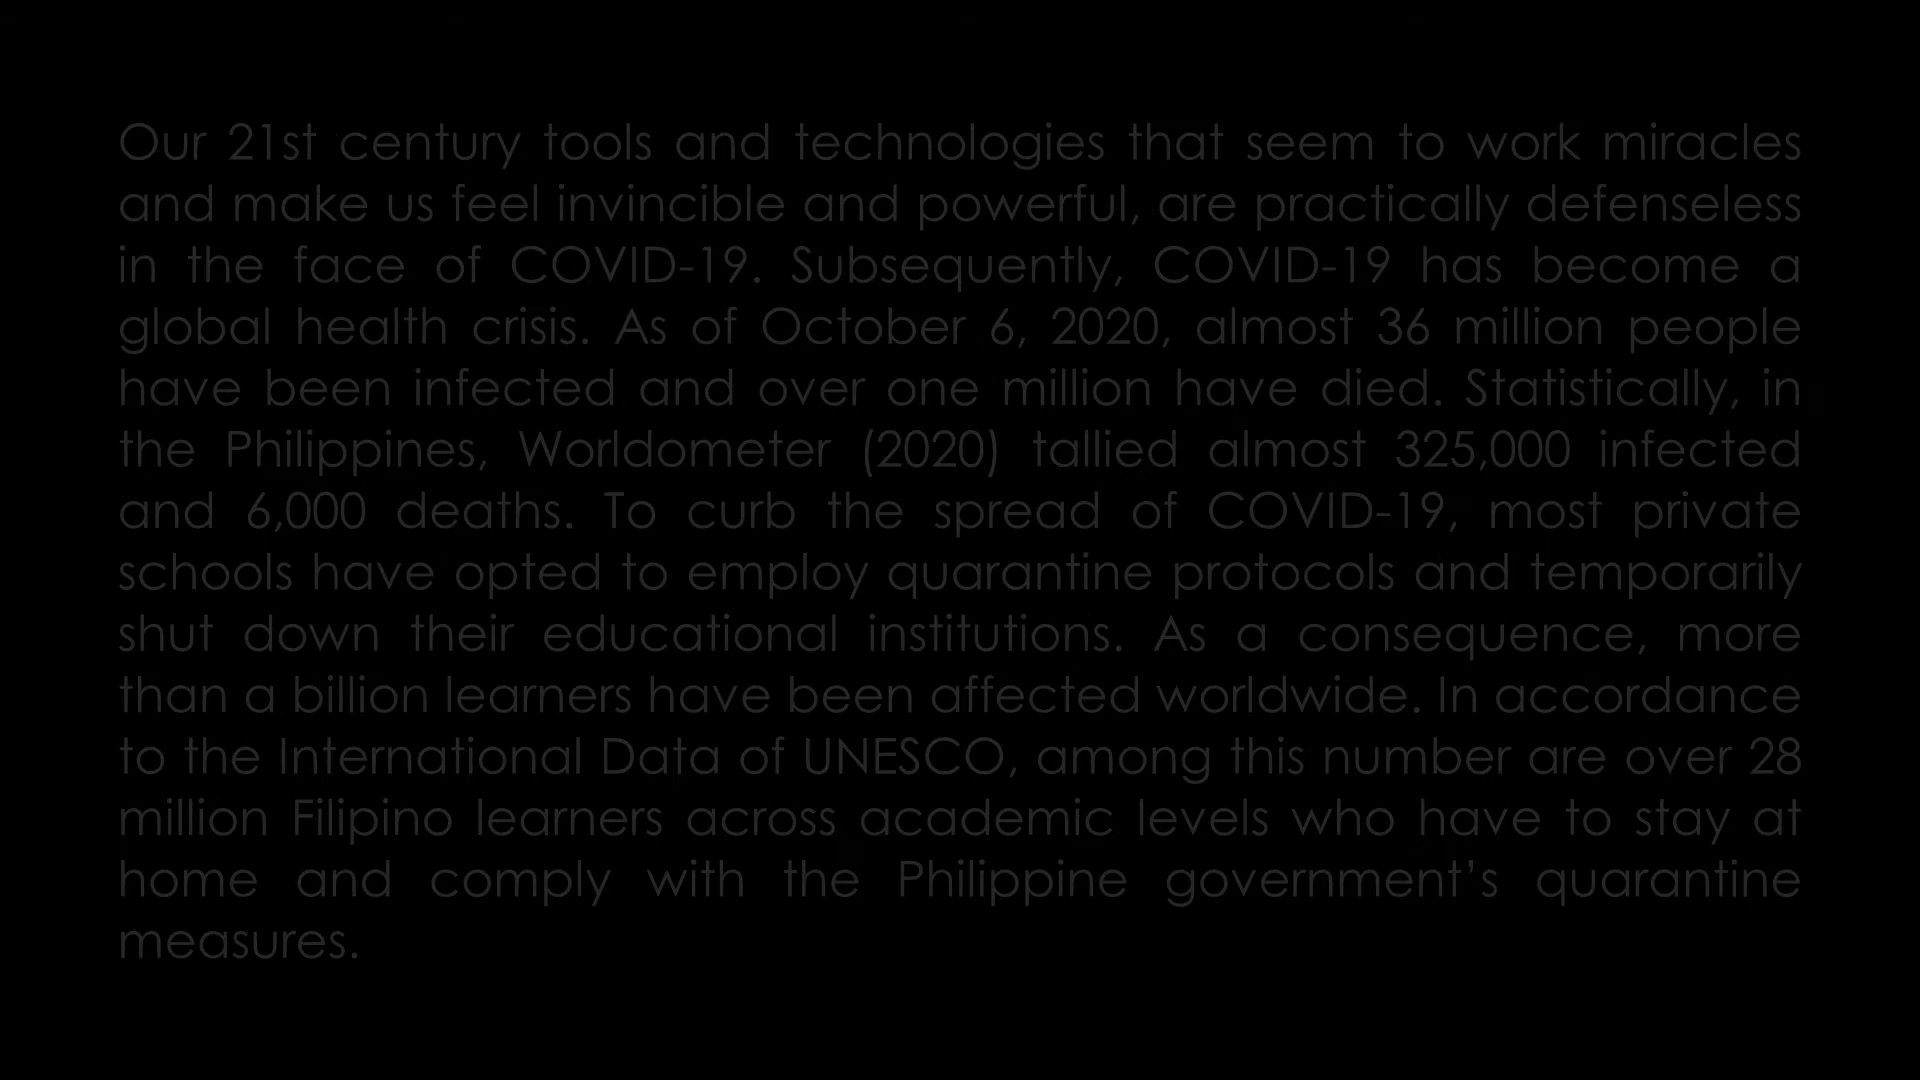 Our 21st century tools and technologies that seem to work miracles
and make us feel invincible and powerful, are practically defenseless
in the face of COVID-19. Subsequently, COVID-19 has become a
global health crisis. As of October 6, 2020, almost 36 million people
have been infected and over one million have died. Statistically, in
the Philippines, Worldometer (2020) tallied almost 325,000 infected
and 6,000 deaths. To curb the spread of COVID-19, most private
schools have opted to employ quarantine protocols and temporarily
shut down their educational institutions. As a consequence, more
than a billion learners have been affected worldwide. In accordance
to the International Data of UNESCO, among this number are over 28
million Filipino learners across academic levels who have to stay at
home and comply with the Philippine government’s quarantine
measures.